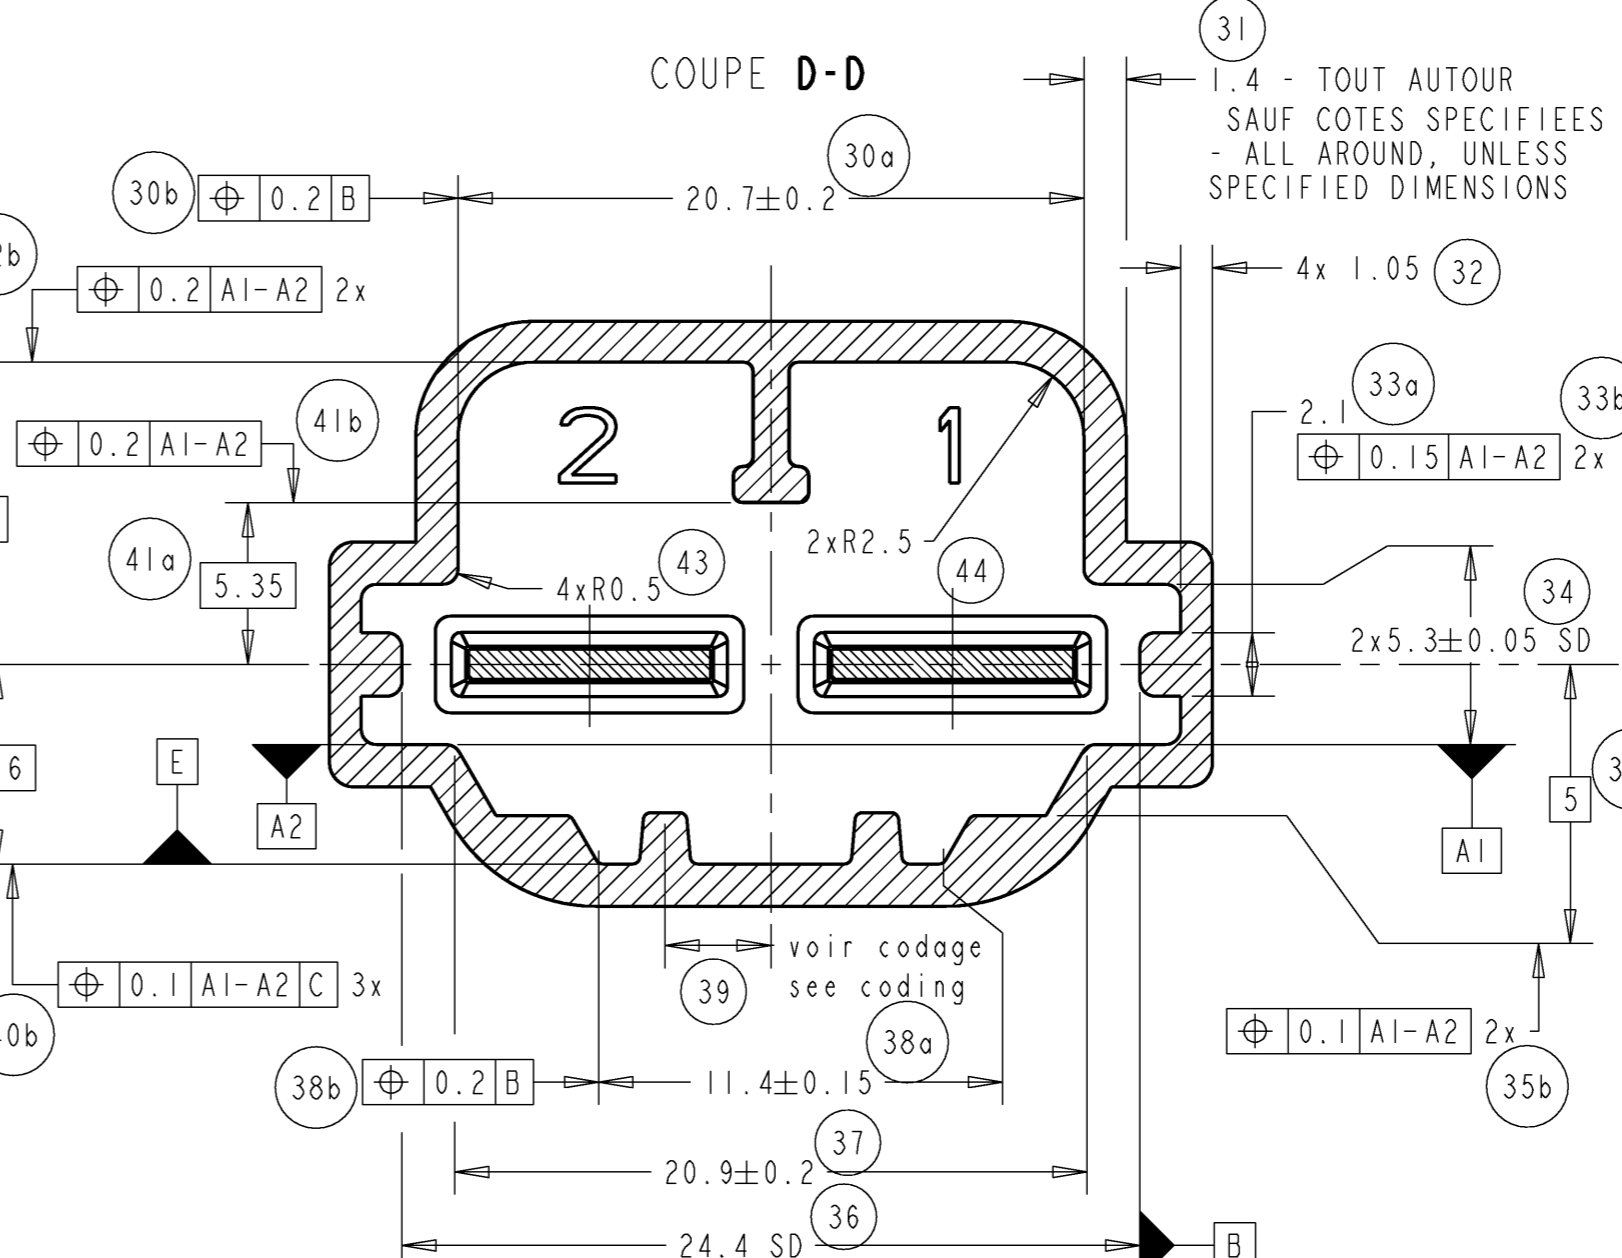 31
COUPE D-D
1.4 - TOUT AUTOUR
SAUF COTES SPECIFIEES
- ALL AROUND, UNLESS
SPECIFIED DIMENSIONS
30a
30b
0.2 B
20.7±0.2
0.2 A1-A2 2x
4x 1.05
32
33a
33b
2.1
0.15 A1-A2 2x
41b
0.2 A1-A2
2
1
2xR2.5
41a
5.35
43
4xR0.5
44
34
2x5.3±0.05 SD
E
A2
6
5
A1
voir codage
see coding
39
0.1 A1-A2 C 3x
38a
38b
0.2 B
11.4±0.15
0.1 A1-A2 2x
35b
37
20.9±0.2
36
24.4 SD
B